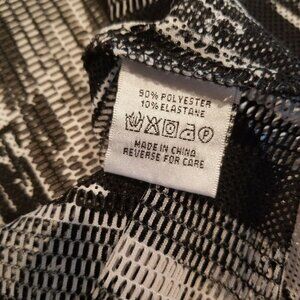 90% POLYESTER
10% ELASTANE
P
MADE IN CHINA
REVERSE FOR CARE